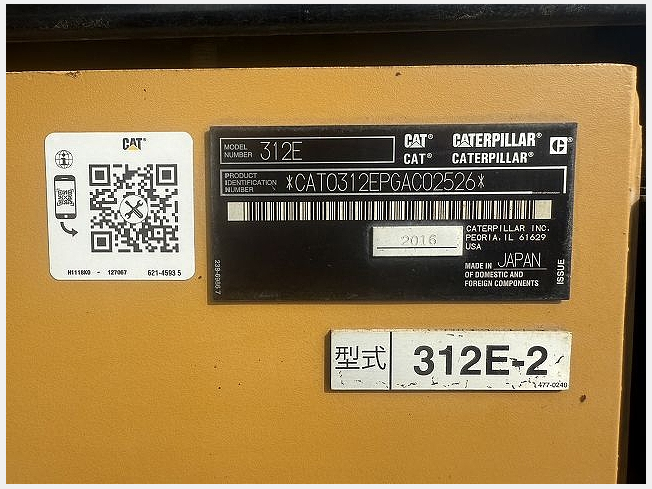 CAT
H1118K0 - 127067 621-4593 5
MODEL NUMBER 312E
CAT® CATERPILLAR®
CAT® CATERPILLAR®
PRODUCT IDENTIFICATION NUMBER *CAT0312EPGAC02526*
2016
CATERPILLAR INC.
PEORIA, IL 61629
USA
MADE IN JAPAN
OF DOMESTIC AND
FOREIGN COMPONENTS
ISSUE
型式 312E-2
477-0240